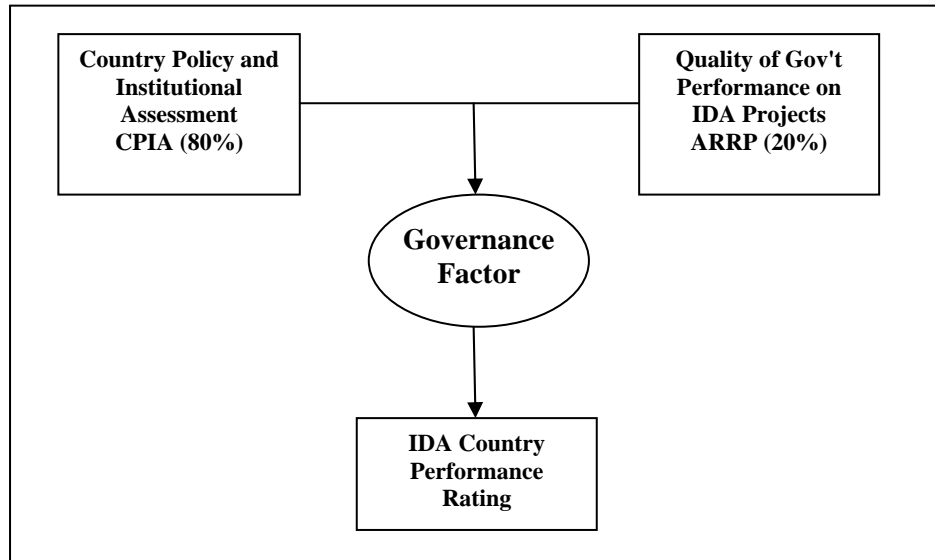 Country Policy and
Institutional
Assessment
CPIA (80%)
Quality of Gov't
Performance on
IDA Projects
ARRP (20%)
Governance
Factor
IDA Country
Performance
Rating